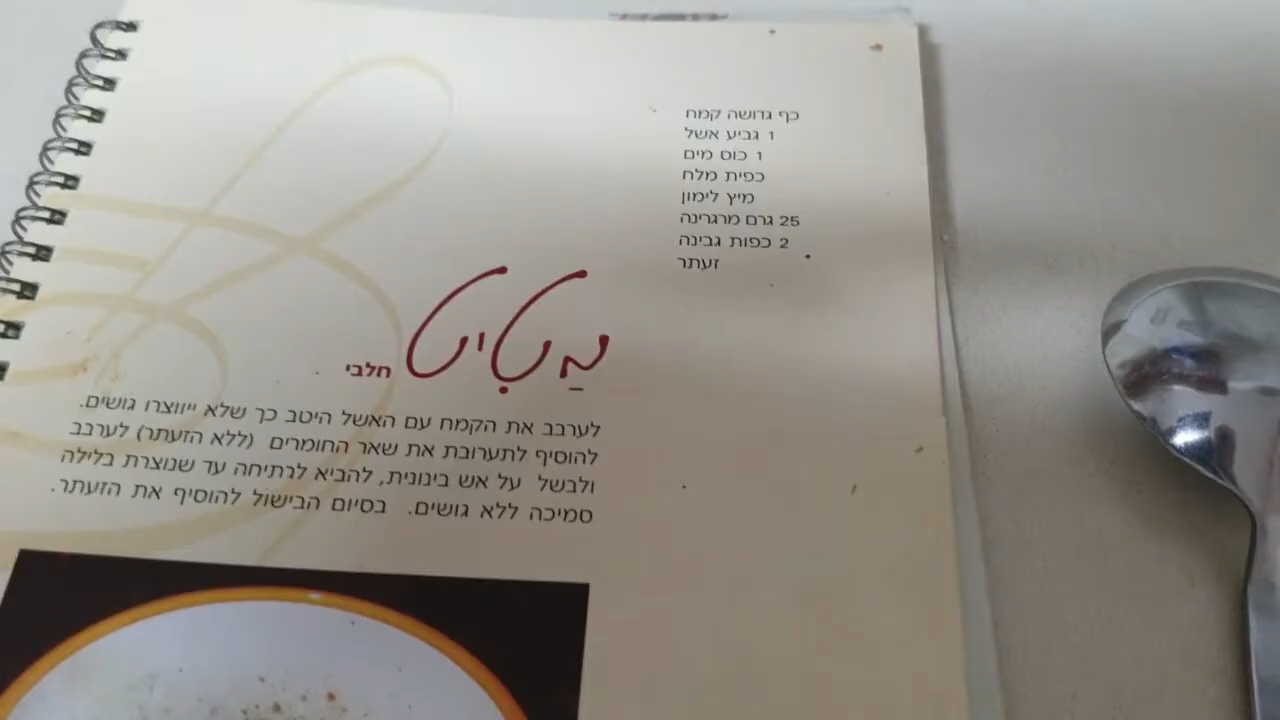 כף גדושה קמח
1 גביע אשל
1 כוס מים
כפית מלח
מיץ לימון
25 גרם מרגרינה
2 כפות גבינה
זעתר
מַטִָיט חלבי
לערבב את הקמח עם האשל היטב כך שלא ייווצרו גושים.
להוסיף לתערובת את שאר החומרים (ללא הזעתר) לערבב
ולבשל על אש בינונית, להביא לרתיחה עד שנוצרת בלילה
סמיכה ללא גושים. בסיום הבישול להוסיף את הזעתר.